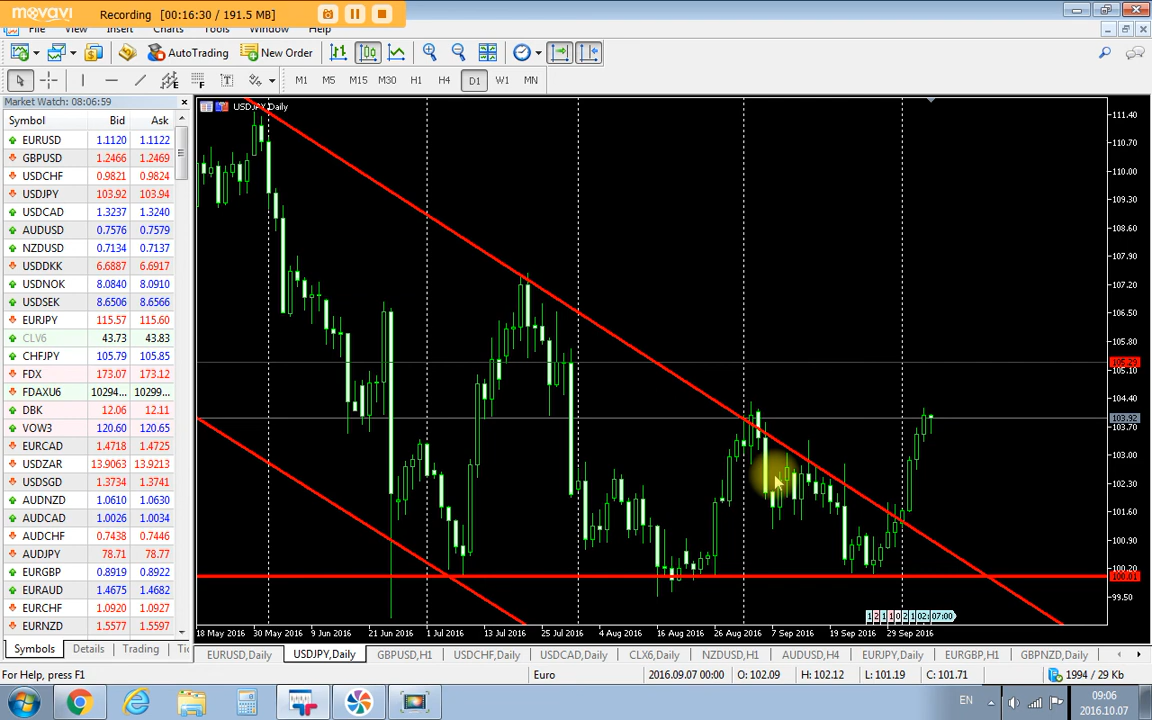 movavi Recording [ 00:16:30 / 191.5 MB ]
File View Insert Charts Tools Window Help
AutoTrading New Order
M1 M5 M15 M30 H1 H4 D1 W1 MN
Market Watch: 08:06:59
Symbol Bid Ask
EURUSD 1.1120 1.1122
GBPUSD 1.2466 1.2469
USDCHF 0.9821 0.9824
USDJPY 103.92 103.94
USDCAD 1.3237 1.3240
AUDUSD 0.7576 0.7579
NZDUSD 0.7134 0.7137
USDDKK 6.6887 6.6917
USDNOK 8.0840 8.0910
USDSEK 8.6506 8.6566
EURJPY 115.57 115.60
CLV6 43.73 43.83
CHFJPY 105.79 105.85
FDX 173.07 173.12
FDAXU6 10294... 10299...
DBK 12.06 12.11
VOW3 120.60 120.65
EURCAD 1.4718 1.4725
USDZAR 13.9063 13.9213
USDSGD 1.3734 1.3741
AUDNZD 1.0610 1.0630
AUDCAD 1.0026 1.0034
AUDCHF 0.7438 0.7446
AUDJPY 78.71 78.77
EURGBP 0.8919 0.8922
EURAUD 1.4675 1.4682
EURCHF 1.0920 1.0927
EURNZD 1.5577 1.5597
Symbols Details Trading Tic
USDJPY,Daily
111.40
110.70
110.00
109.30
108.60
107.90
107.20
106.50
105.80
105.29
105.10
104.40
103.92
103.70
103.00
102.30
101.60
100.90
100.20
100.01
99.50
18 May 2016 30 May 2016 9 Jun 2016 21 Jun 2016 1 Jul 2016 13 Jul 2016 25 Jul 2016 4 Aug 2016 16 Aug 2016 26 Aug 2016 7 Sep 2016 19 Sep 2016 29 Sep 2016
EURUSD,Daily USDJPY,Daily GBPUSD,H1 USDCHF,Daily USDCAD,Daily CLX6,Daily NZDUSD,H1 AUDUSD,H4 EURJPY,Daily EURGBP,H1 GBPNZD,Daily
For Help, press F1 Euro 2016.09.07 00:00 O: 102.09 H: 102.12 L: 101.19 C: 101.71 1994 / 29 Kb
EN 09:06
2016.10.07